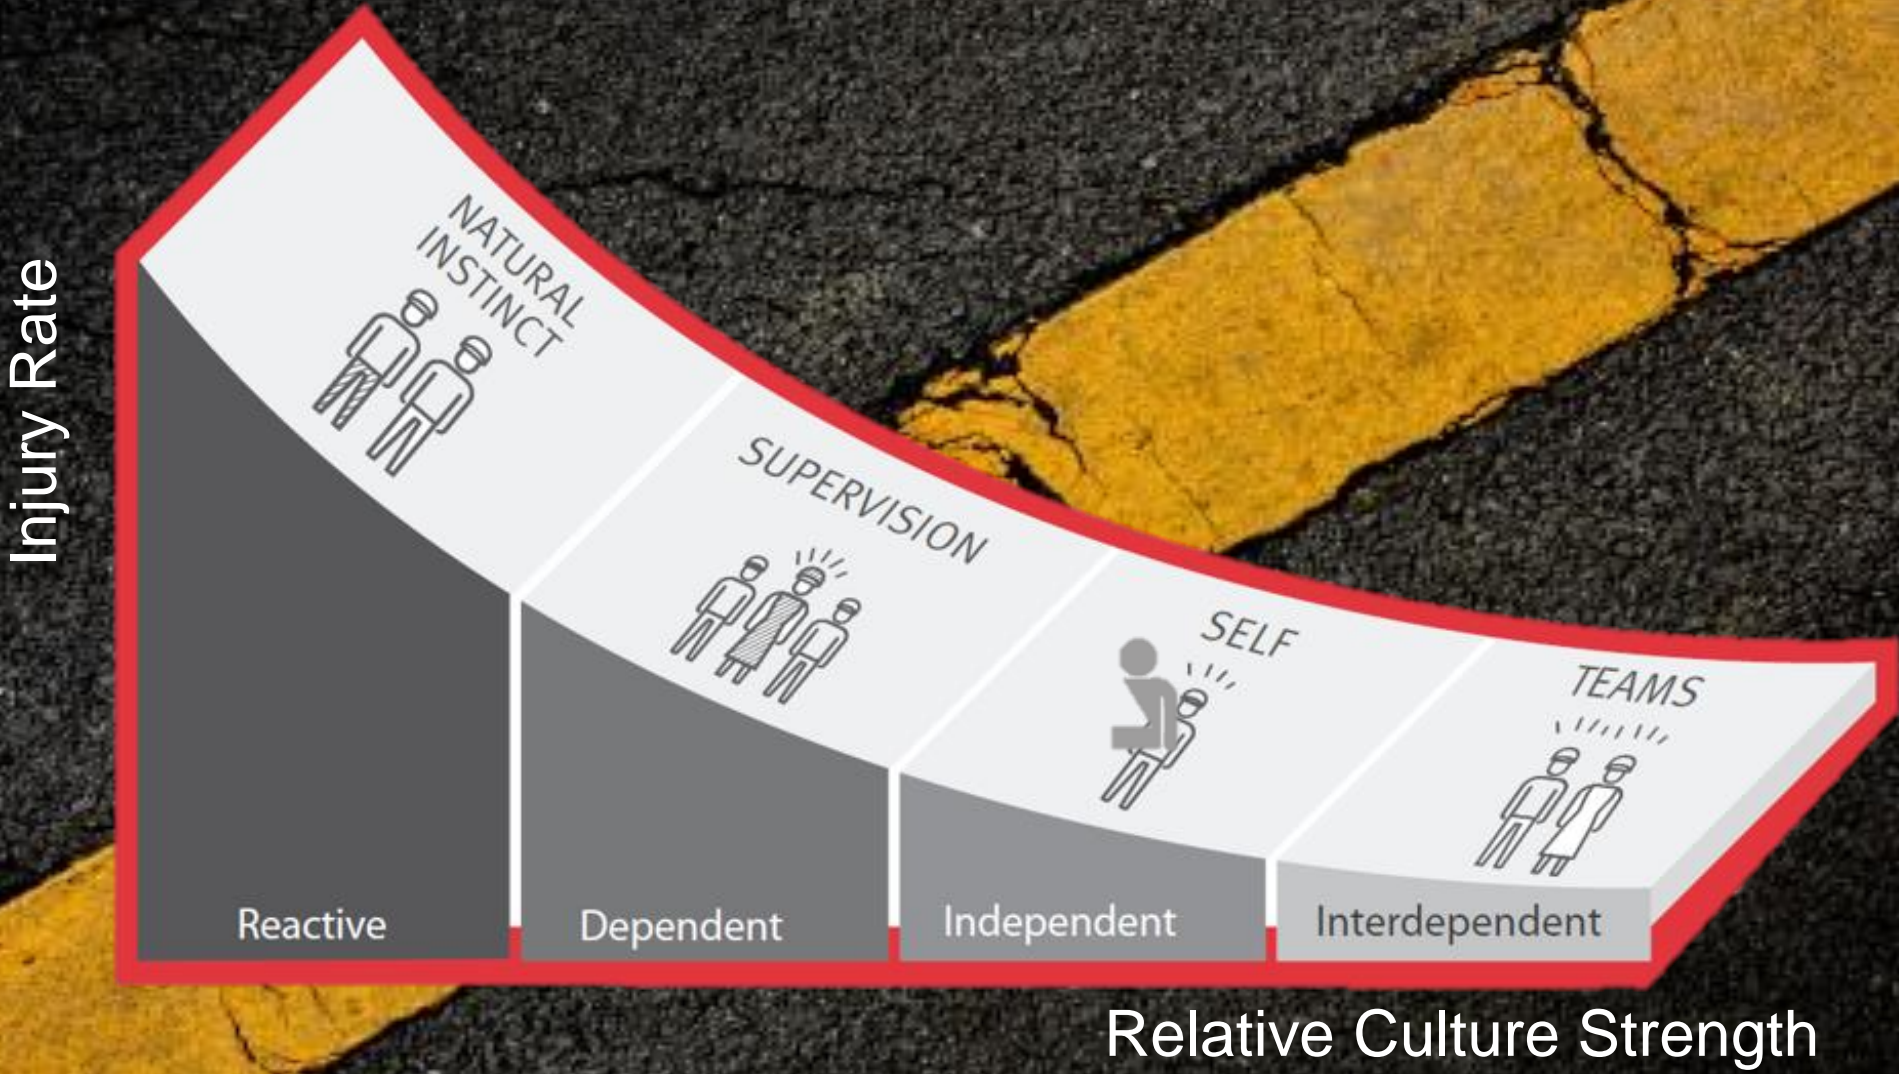 Injury Rate
NATURAL
INSTINCT
SUPERVISION
SELF
TEAMS
Reactive
Dependent
Independent
Interdependent
Relative Culture Strength